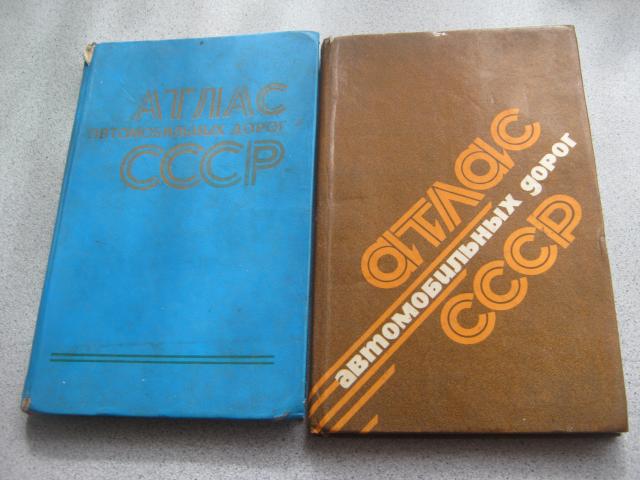 АТЛАС
АВТОМОБИЛЬНЫХ ДОРОГ
СССР
атлас
автомобильных дорог
СССР